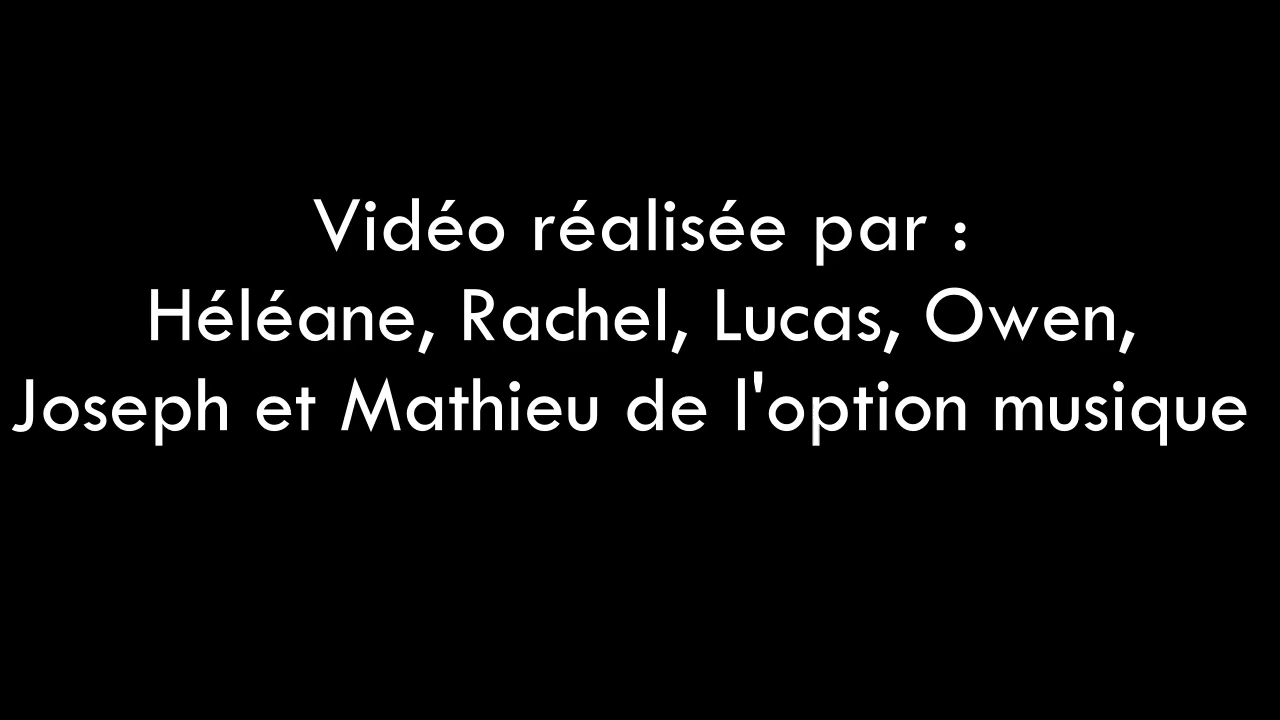 Vidéo réalisée par :
Héléane, Rachel, Lucas, Owen,
Joseph et Mathieu de l'option musique